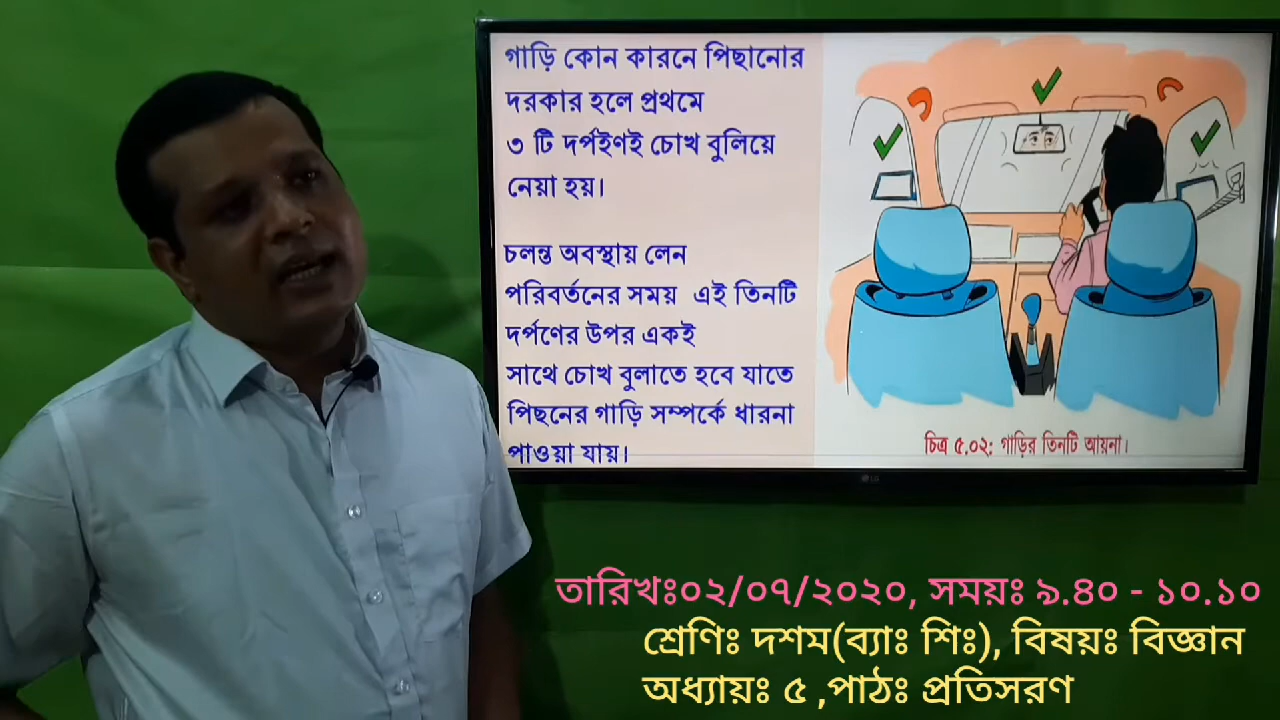 গাড়ি কোন কারনে পিছানোর
দরকার হলে প্রথমে
৩ টি দর্পইণই চোখ বুলিয়ে
নেয়া হয়।
চলন্ত অবস্থায় লেন
পরিবর্তনের সময় এই তিনটি
দর্পণের উপর একই
সাথে চোখ বুলাতে হবে যাতে
পিছনের গাড়ি সম্পর্কে ধারনা
পাওয়া যায়।
চিত্র ৫.০২: গাড়ির তিনটি আয়না।
LG
তারিখঃ০২/০৭/২০২০, সময়ঃ ৯.৪০ - ১০.১০
শ্রেণিঃ দশম(ব্যাঃ শিঃ), বিষয়ঃ বিজ্ঞান
অধ্যায়ঃ ৫ ,পাঠঃ প্রতিসরণ